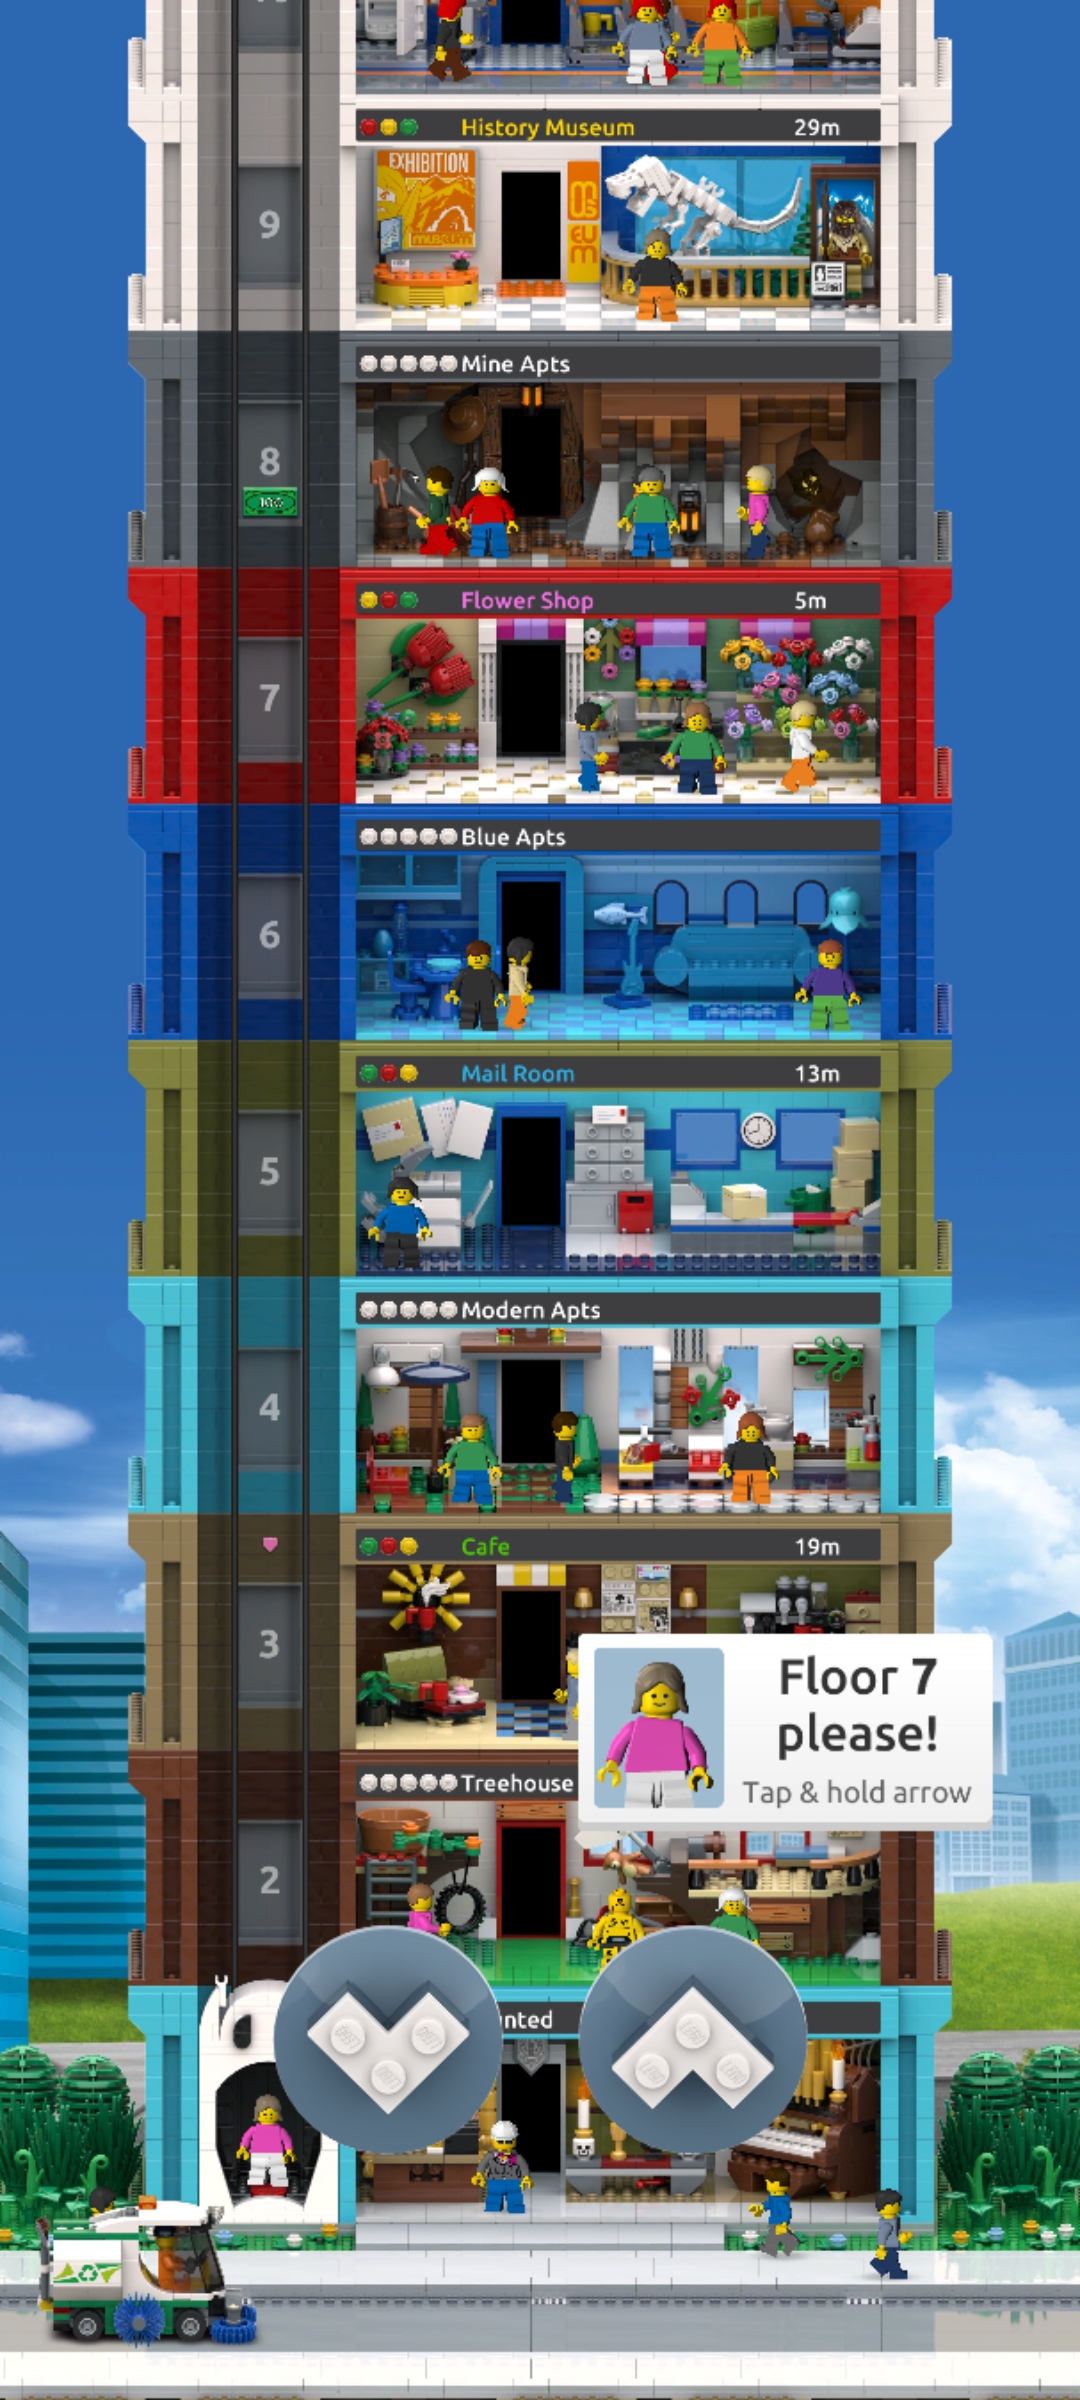 History Museum 29m
EXHIBITION
museum
MUSEUM
9
Mine Apts
8
100
Flower Shop 5m
7
Blue Apts
6
Mail Room 13m
5
Modern Apts
4
Cafe 19m
3
Floor 7
please!
Tap & hold arrow
Treehouse
2
nted